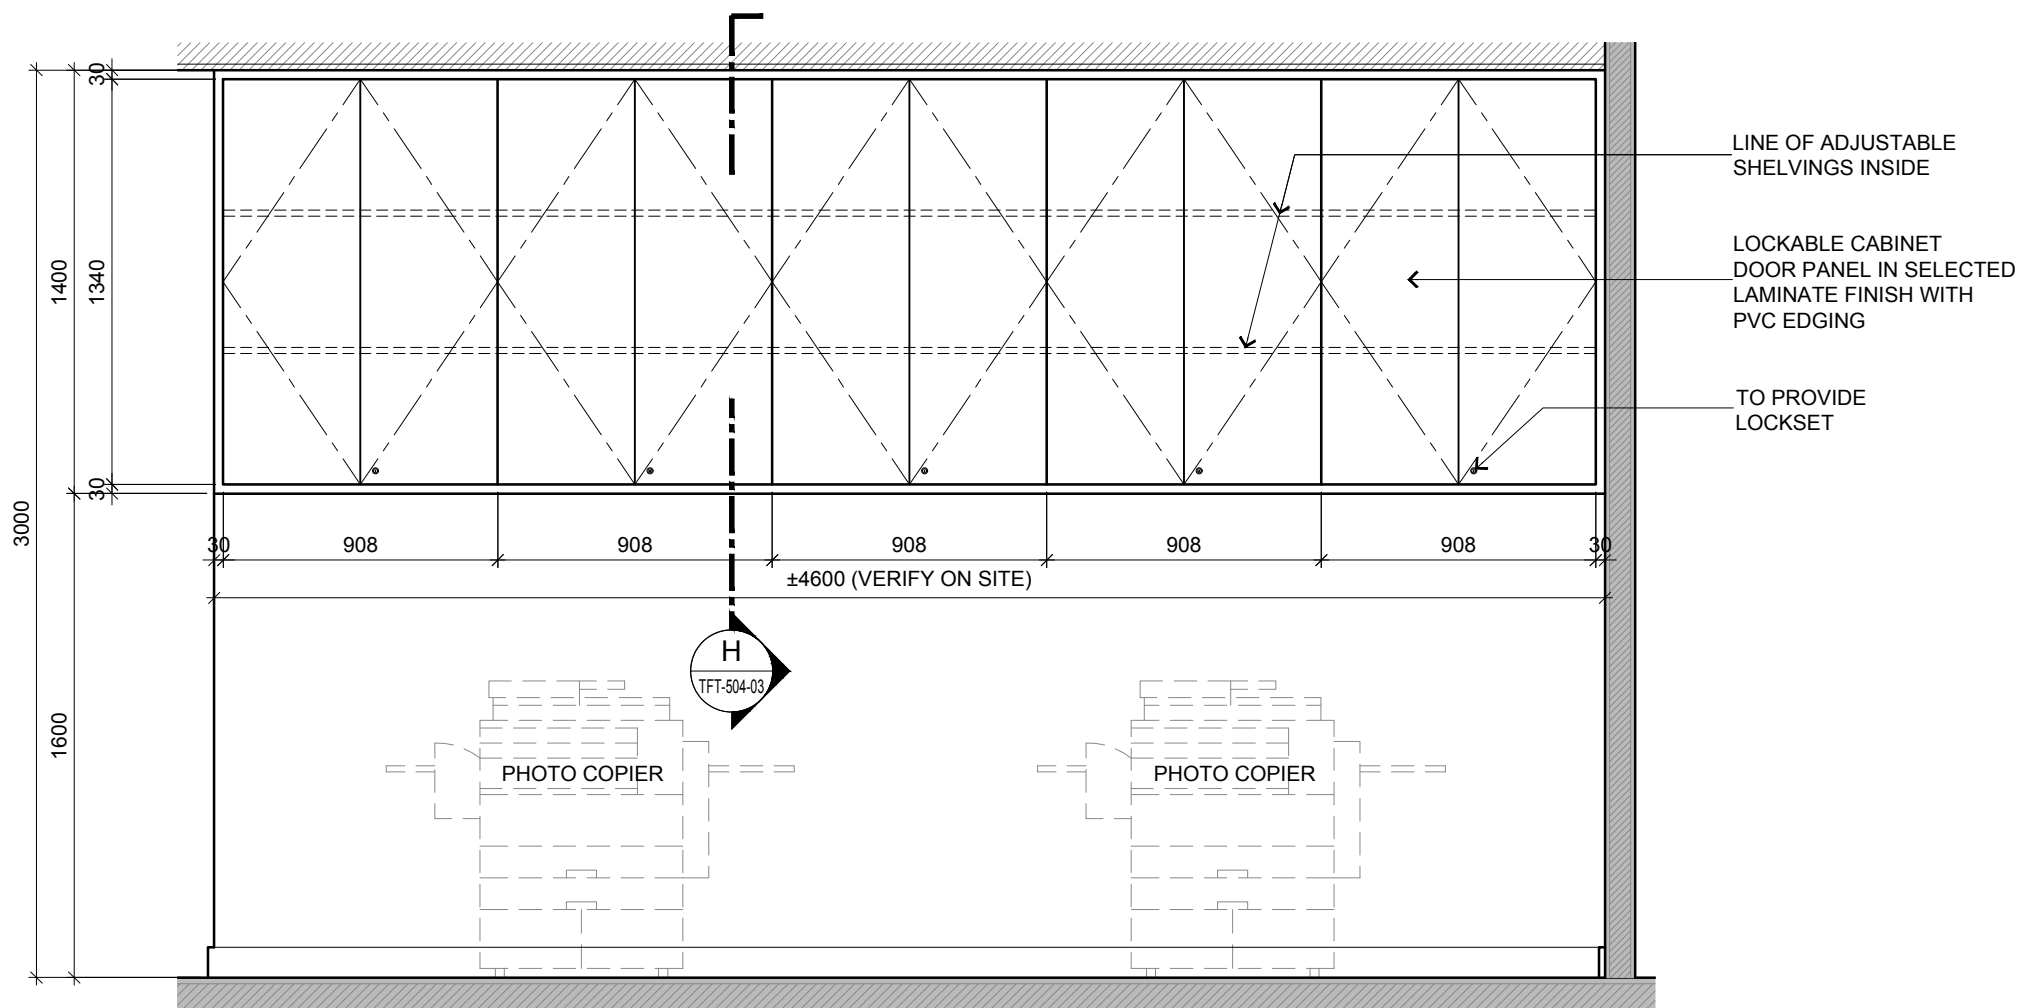 30
1400
1340
30
3000
1600
LINE OF ADJUSTABLE
SHELVINGS INSIDE
LOCKABLE CABINET
DOOR PANEL IN SELECTED
LAMINATE FINISH WITH
PVC EDGING
TO PROVIDE
LOCKSET
30 908 908 908 908 908 30
±4600 (VERIFY ON SITE)
H
TFT-504-03
PHOTO COPIER
PHOTO COPIER